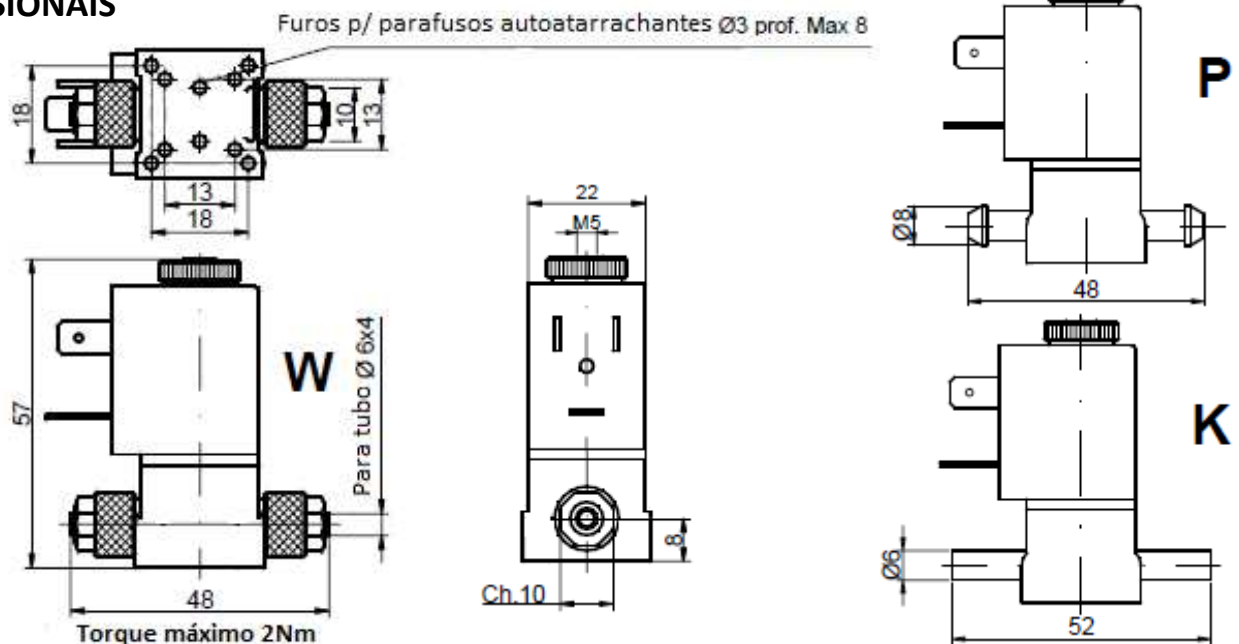 SIONAIS
Furos p/ parafusos autoatarrachantes Ø3 prof. Max 8
18
10
13
13
18
57
W
Para tubo Ø 6x4
48
Torque máximo 2Nm
22
M5
8
Ch.10
P
Ø8
48
K
Ø6
52